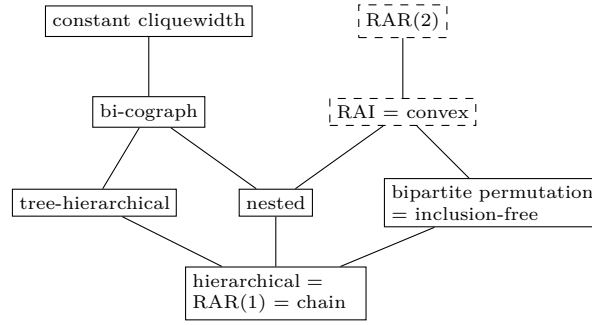 constant cliquewidth
RAR(2)
bi-cograph
RAI = convex
tree-hierarchical
nested
bipartite permutation
= inclusion-free
hierarchical =
RAR(1) = chain